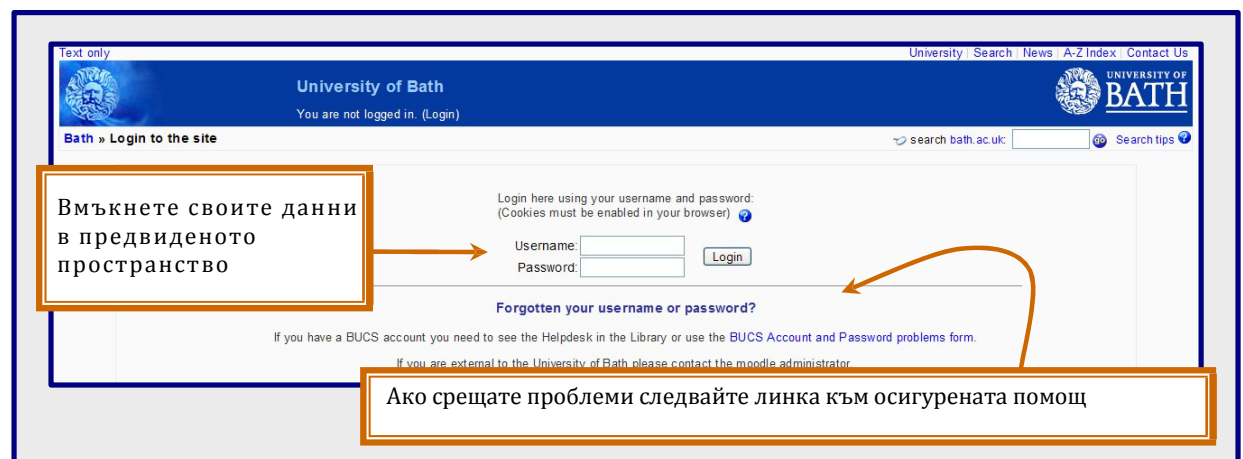 Text only
University | Search | News | A-Z Index | Contact Us
University of Bath
You are not logged in. (Login)
UNIVERSITY OF
BATH
Bath » Login to the site
search bath.ac.uk:
GO
Search tips
Вмъкнете своите данни
в предвиденото
пространство
Login here using your username and password:
(Cookies must be enabled in your browser)
Username:
Password:
Login
Forgotten your username or password?
If you have a BUCS account you need to see the Helpdesk in the Library or use the BUCS Account and Password problems form.
If you are external to the University of Bath please contact the moodle administrator
Ако срещате проблеми следвайте линка към осигурената помощ